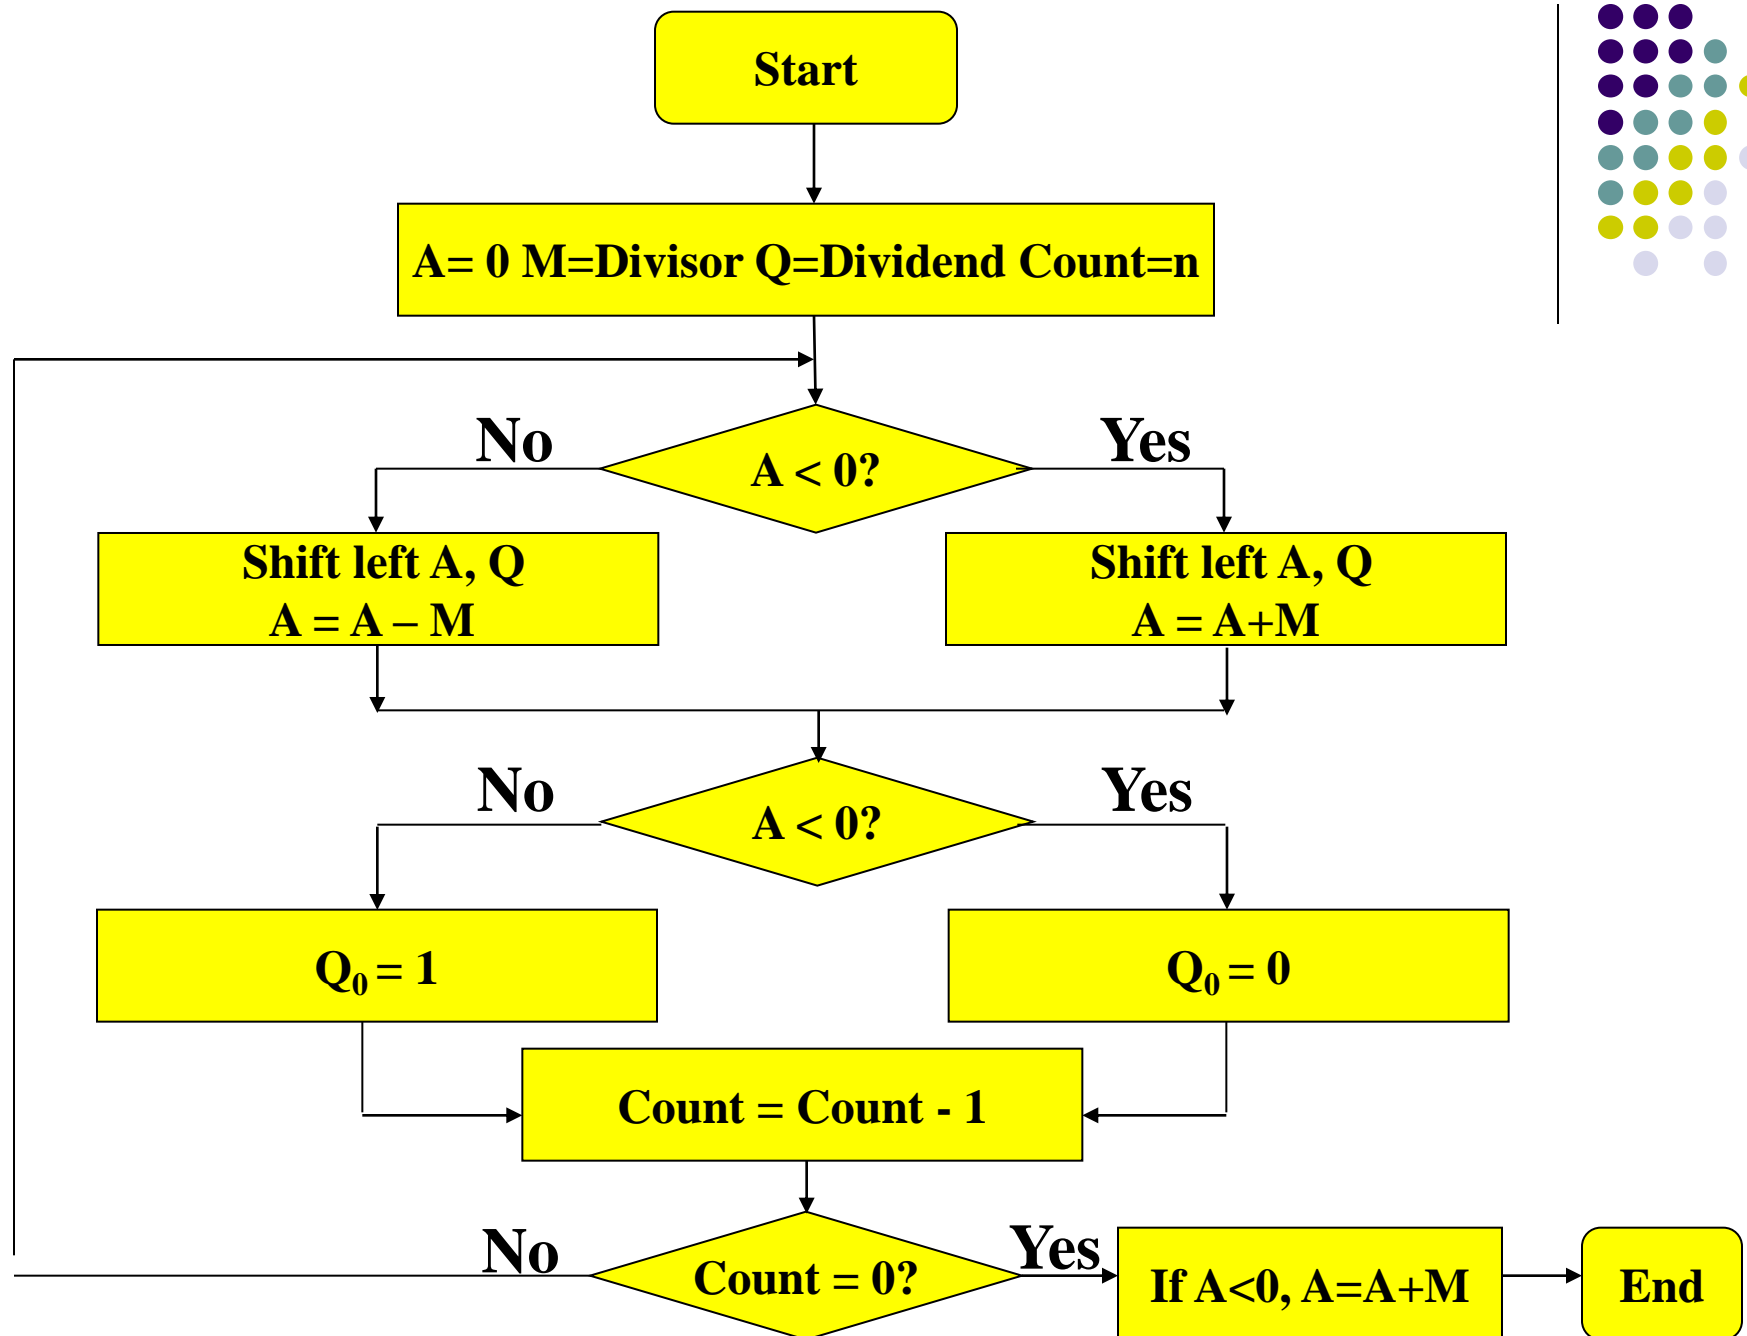 Start
A= 0 M=Divisor Q=Dividend Count=n
No
Yes
A < 0?
Shift left A, Q
A = A – M
Shift left A, Q
A = A+M
No
Yes
A < 0?
Q₀ = 1
Q₀ = 0
Count = Count - 1
No
Yes
Count = 0?
If A<0, A=A+M
End